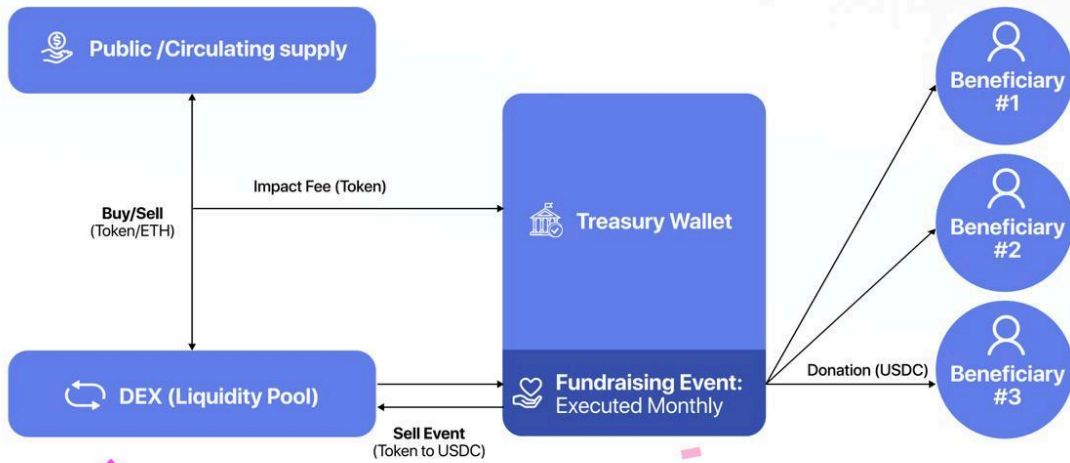 Public /Circulating supply
Impact Fee (Token)
Buy/Sell
(Token/ETH)
Treasury Wallet
DEX (Liquidity Pool)
Sell Event
(Token to USDC)
Fundraising Event:
Executed Monthly
Donation (USDC)
Beneficiary
#1
Beneficiary
#2
Beneficiary
#3